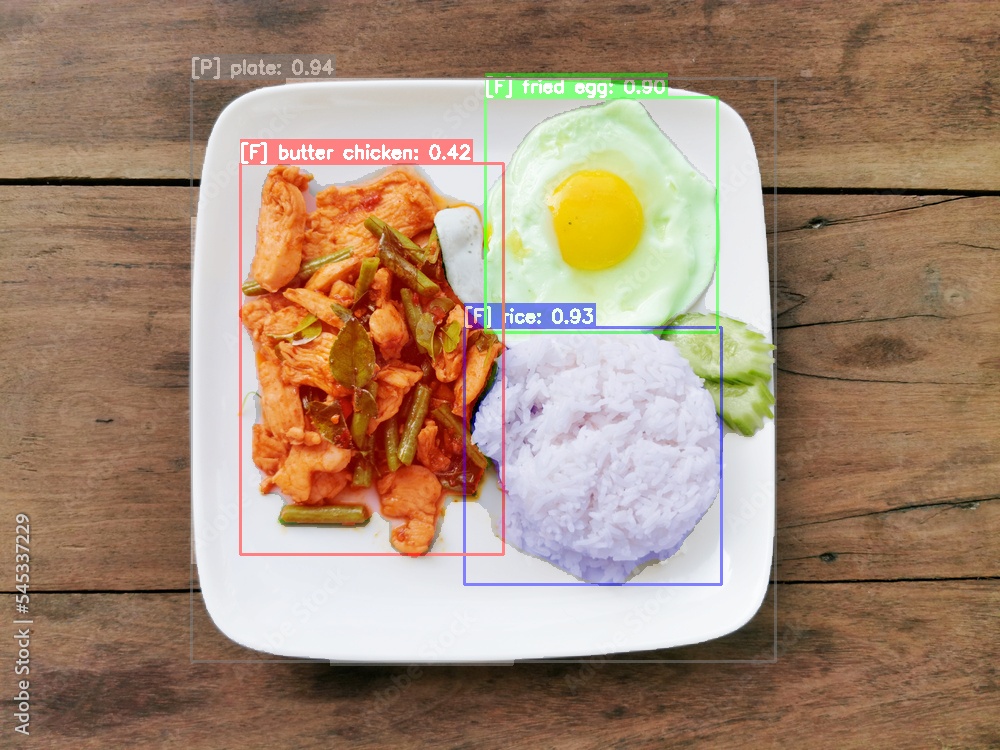 [P] plate: 0.94
[F] fried egg: 0.90
[F] butter chicken: 0.42
[F] rice: 0.93
Adobe Stock | #545337229